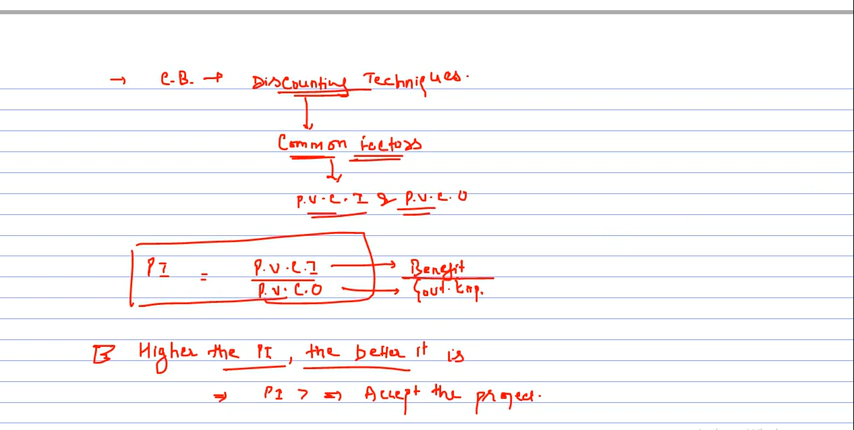 → C.B. → Discounting Techniques.
Common factors
P.V.C.I & P.V.C.O
PI = P.V.C.I → Benefit
P.V.C.O → Govt. Exp.
Higher the PI, the better it is
⇒ PI > ⇒ Accept the project.